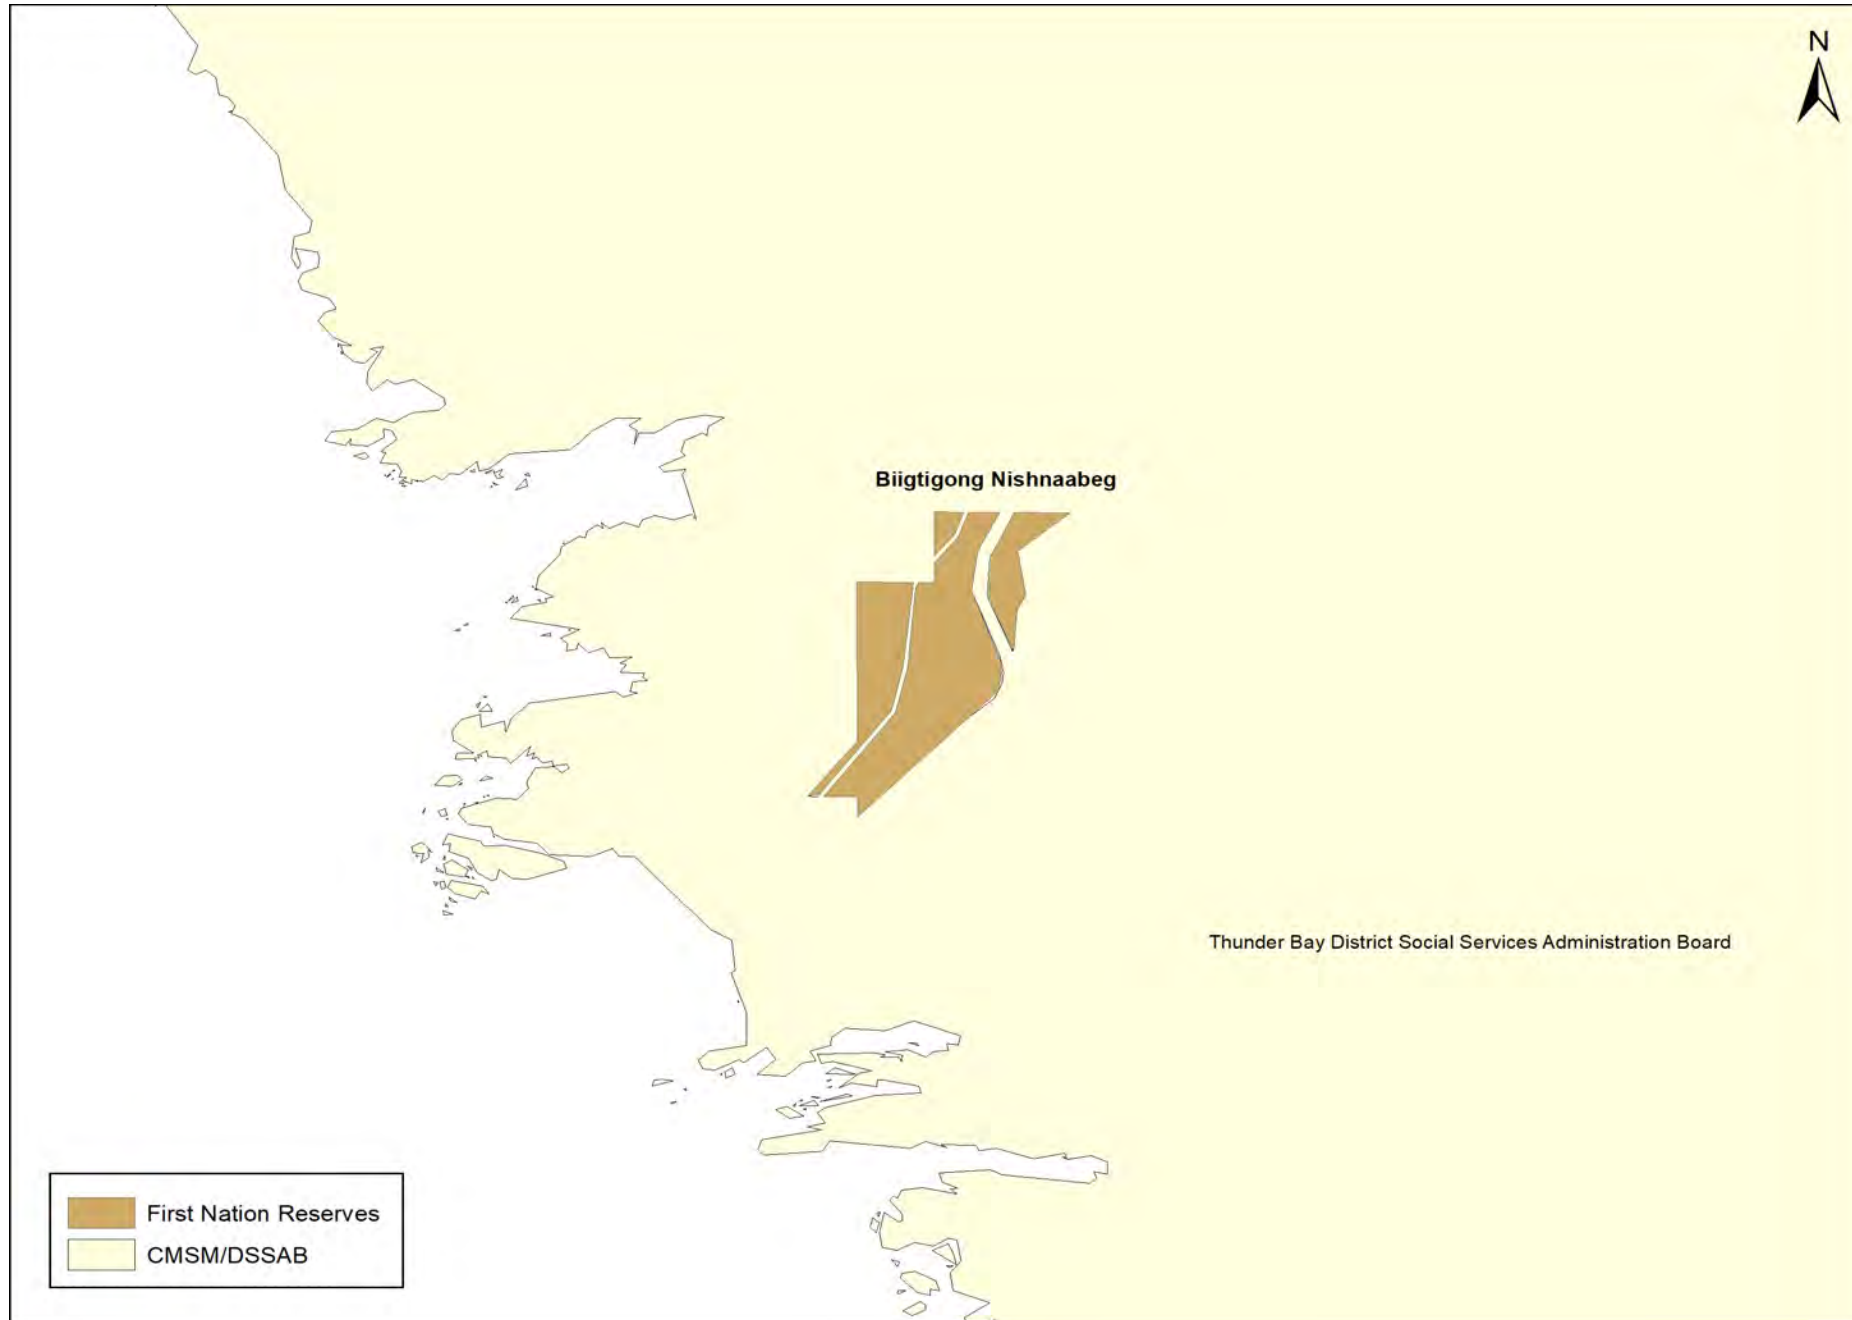 N
Biigtigong Nishnaabeg
Thunder Bay District Social Services Administration Board
First Nation Reserves
CMSM/DSSAB